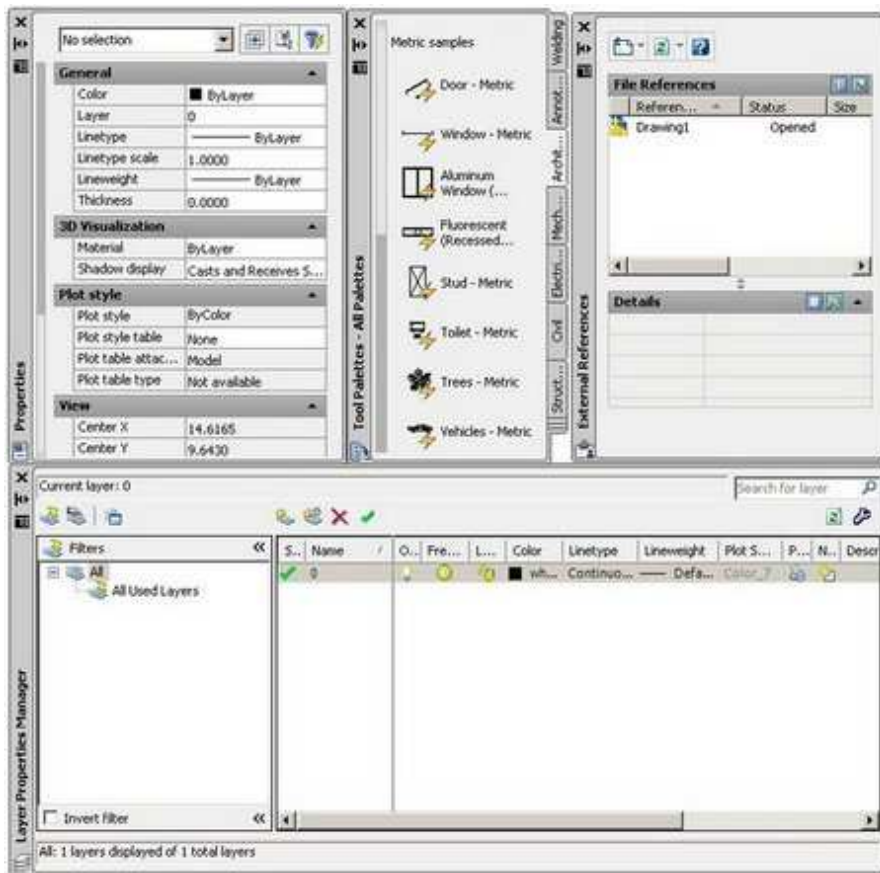 No selection
General
Color ByLayer
Layer 0
Linetype ByLayer
Linetype scale 1.0000
Lineweight ByLayer
Thickness 0.0000
3D Visualization
Material ByLayer
Shadow display Casts and Receives S...
Plot style
Plot style ByColor
Plot style table None
Plot table attac... Model
Plot table type Not available
View
Center X 14.6165
Center Y 9.6430
Properties
Metric samples
Door - Metric
Window - Metric
Aluminum
Window (...
Fluorescent
(Recessed...
Stud - Metric
Toilet - Metric
Trees - Metric
Vehicles - Metric
Welding
Annot...
Archit...
Mech...
Electri...
Civil
Struct...
Tool Palettes - All Palettes
File References
Referen... Status Size
Drawing1 Opened
Details
External References
Current layer: 0
Search for layer
Filters
All
All Used Layers
Invert filter
S... Name O... Fre... L... Color Linetype Lineweight Plot S... P... N... Descr
0 wh... Continuo... Defa... Color_7
All: 1 layers displayed of 1 total layers
Layer Properties Manager